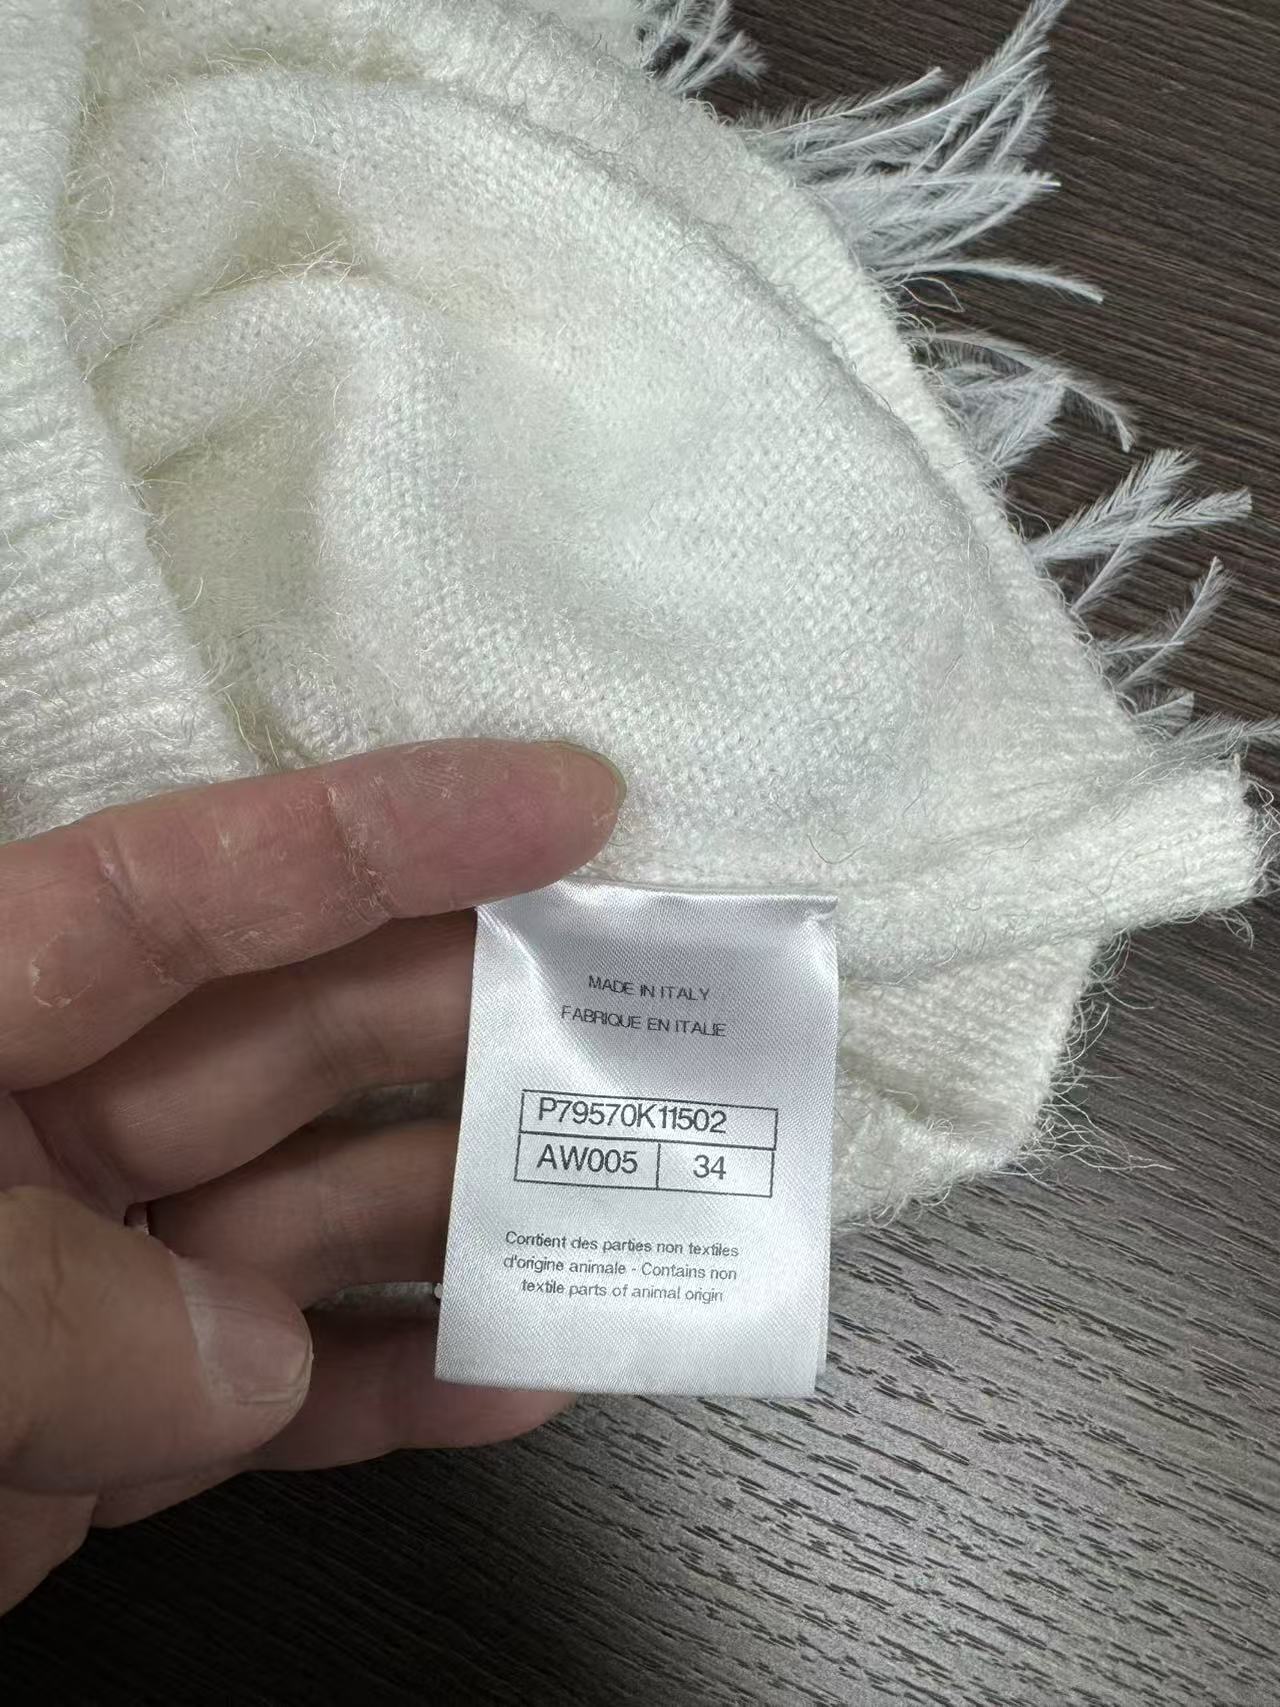 MADE IN ITALY
FABRIQUE EN ITALIE
P79570K11502
AW005 34
Contient des parties non textiles
d'origine animale - Contains non
textile parts of animal origin